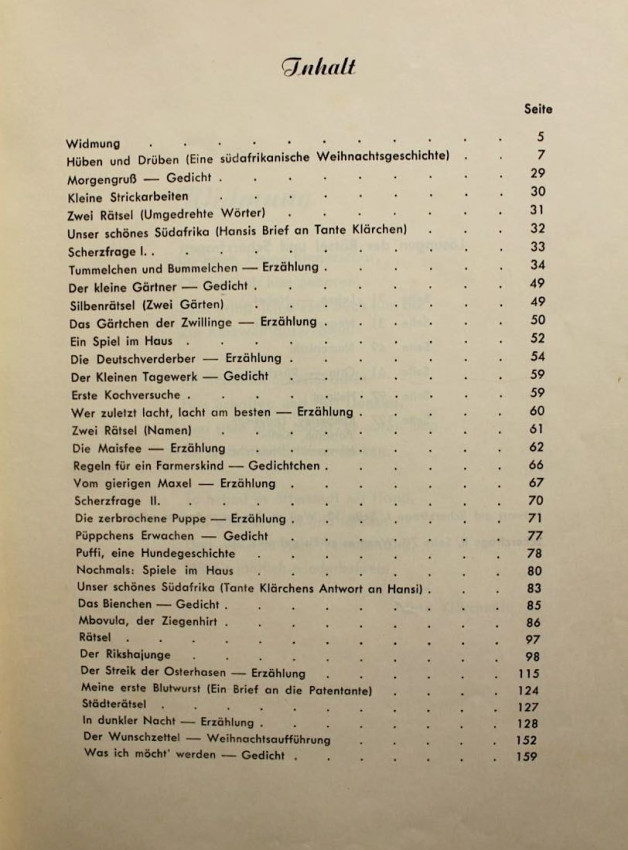 Inhalt
Seite
Widmung . . . . . . . . . . 5
Hüben und Drüben (Eine südafrikanische Weihnachtsgeschichte) . . 7
Morgengruß — Gedicht . . . . . . . . . 29
Kleine Strickarbeiten . . . . . . . . . 30
Zwei Rätsel (Umgedrehte Wörter) . . . . . . . 31
Unser schönes Südafrika (Hansis Brief an Tante Klärchen) . . . 32
Scherzfrage I. . . . . . . . . . . 33
Tummelchen und Bummelchen — Erzählung . . . . . . 34
Der kleine Gärtner — Gedicht . . . . . . . . 49
Silbenrätsel (Zwei Gärten) . . . . . . . . 49
Das Gärtchen der Zwillinge — Erzählung . . . . . . 50
Ein Spiel im Haus . . . . . . . . . . 52
Die Deutschverderber — Erzählung . . . . . . . 54
Der Kleinen Tagewerk — Gedicht . . . . . . . 59
Erste Kochversuche . . . . . . . . . . 59
Wer zuletzt lacht, lacht am besten — Erzählung . . . . . 60
Zwei Rätsel (Namen) . . . . . . . . . 61
Die Maisfee — Erzählung . . . . . . . . 62
Regeln für ein Farmerskind — Gedichtchen . . . . . . 66
Vom gierigen Maxel — Erzählung . . . . . . . 67
Scherzfrage II. . . . . . . . . . . 70
Die zerbrochene Puppe — Erzählung . . . . . . . 71
Püppchens Erwachen — Gedicht . . . . . . . 77
Puffi, eine Hundegeschichte . . . . . . . . 78
Nochmals: Spiele im Haus . . . . . . . . 80
Unser schönes Südafrika (Tante Klärchens Antwort an Hansi) . . . 83
Das Bienchen — Gedicht . . . . . . . . . 85
Mbavula, der Ziegenhirt . . . . . . . . . 86
Rätsel . . . . . . . . . . . . 97
Der Rikshajunge . . . . . . . . . . 98
Der Streik der Osterhasen — Erzählung . . . . . . 115
Meine erste Blutwurst (Ein Brief an die Patentante) . . . . 124
Städterätsel . . . . . . . . . . . 127
In dunkler Nacht — Erzählung . . . . . . . . 128
Der Wunschzettel — Weihnachtsaufführung . . . . . 152
Was ich möcht' werden — Gedicht . . . . . . . 159